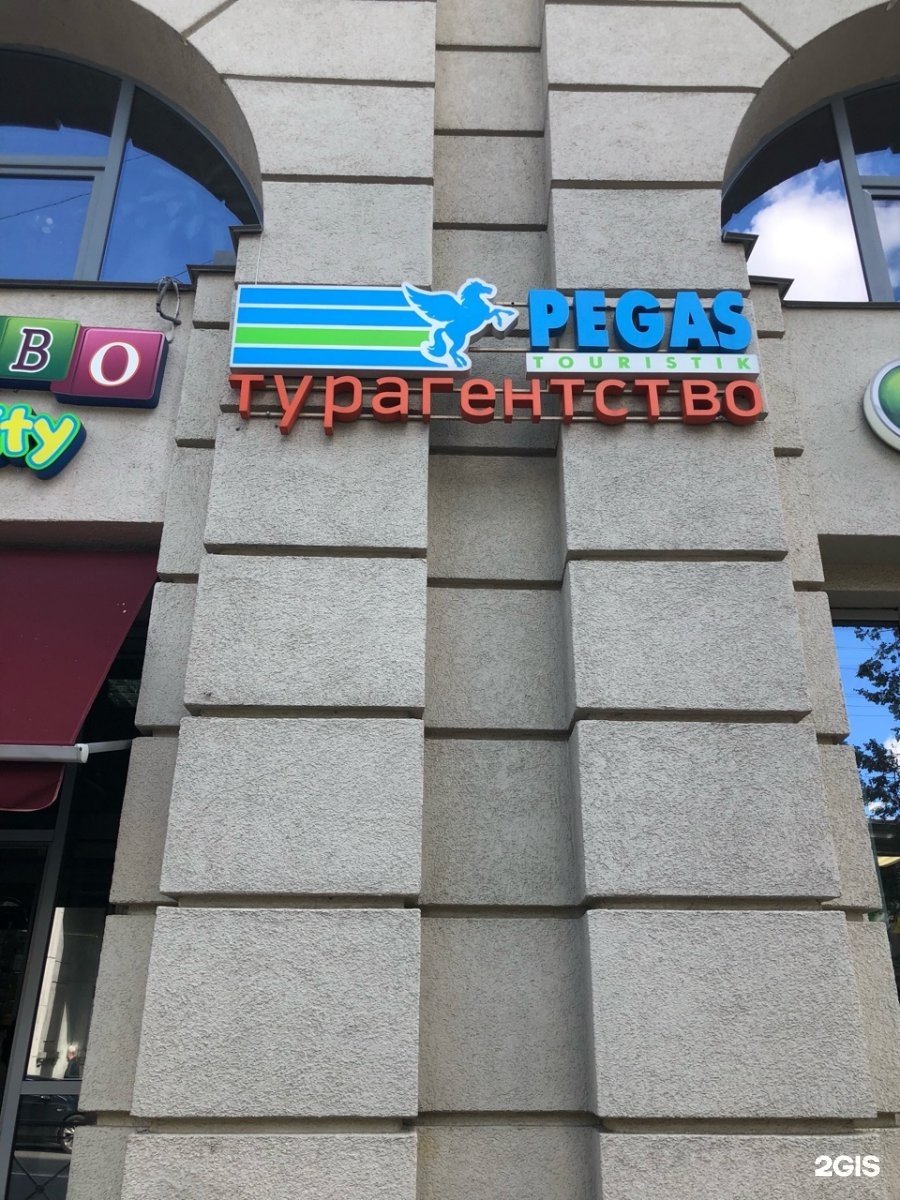 PEGAS
TOURISTIK
турагентство
ВО
ity
2GIS